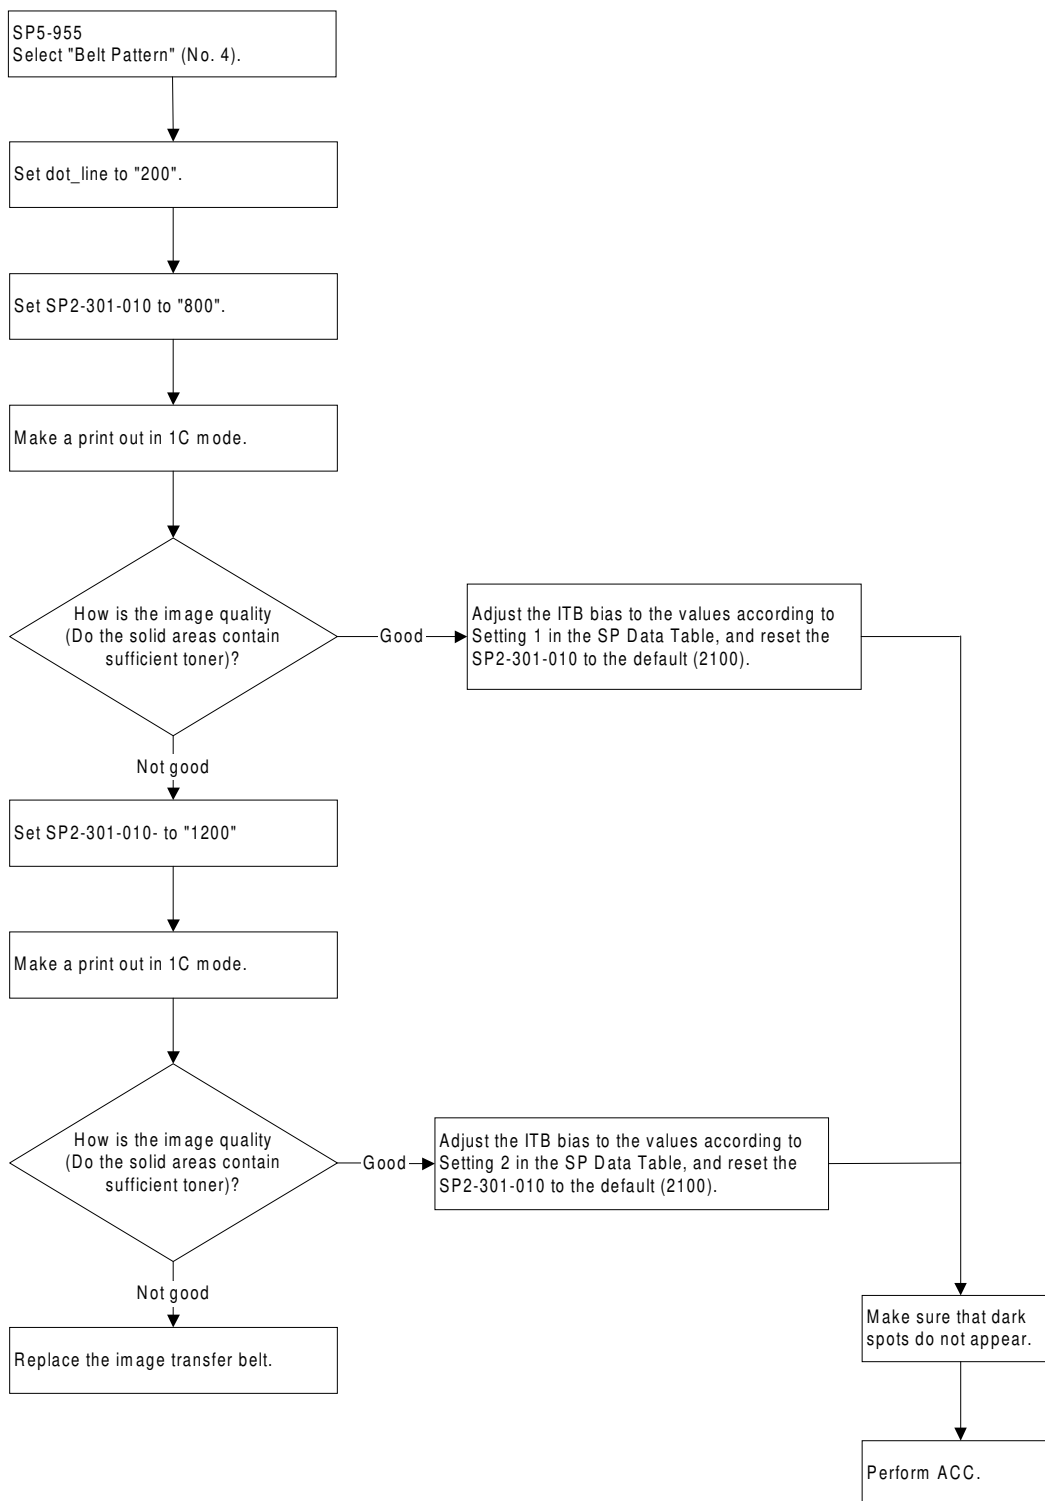 SP5-955
Select "Belt Pattern" (No. 4).
Set dot_line to "200".
Set SP2-301-010 to "800".
Make a print out in 1C mode.
How is the image quality
(Do the solid areas contain
sufficient toner)?
Good
Adjust the ITB bias to the values according to
Setting 1 in the SP Data Table, and reset the
SP2-301-010 to the default (2100).
Not good
Set SP2-301-010- to "1200"
Make a print out in 1C mode.
How is the image quality
(Do the solid areas contain
sufficient toner)?
Good
Adjust the ITB bias to the values according to
Setting 2 in the SP Data Table, and reset the
SP2-301-010 to the default (2100).
Not good
Replace the image transfer belt.
Make sure that dark
spots do not appear.
Perform ACC.